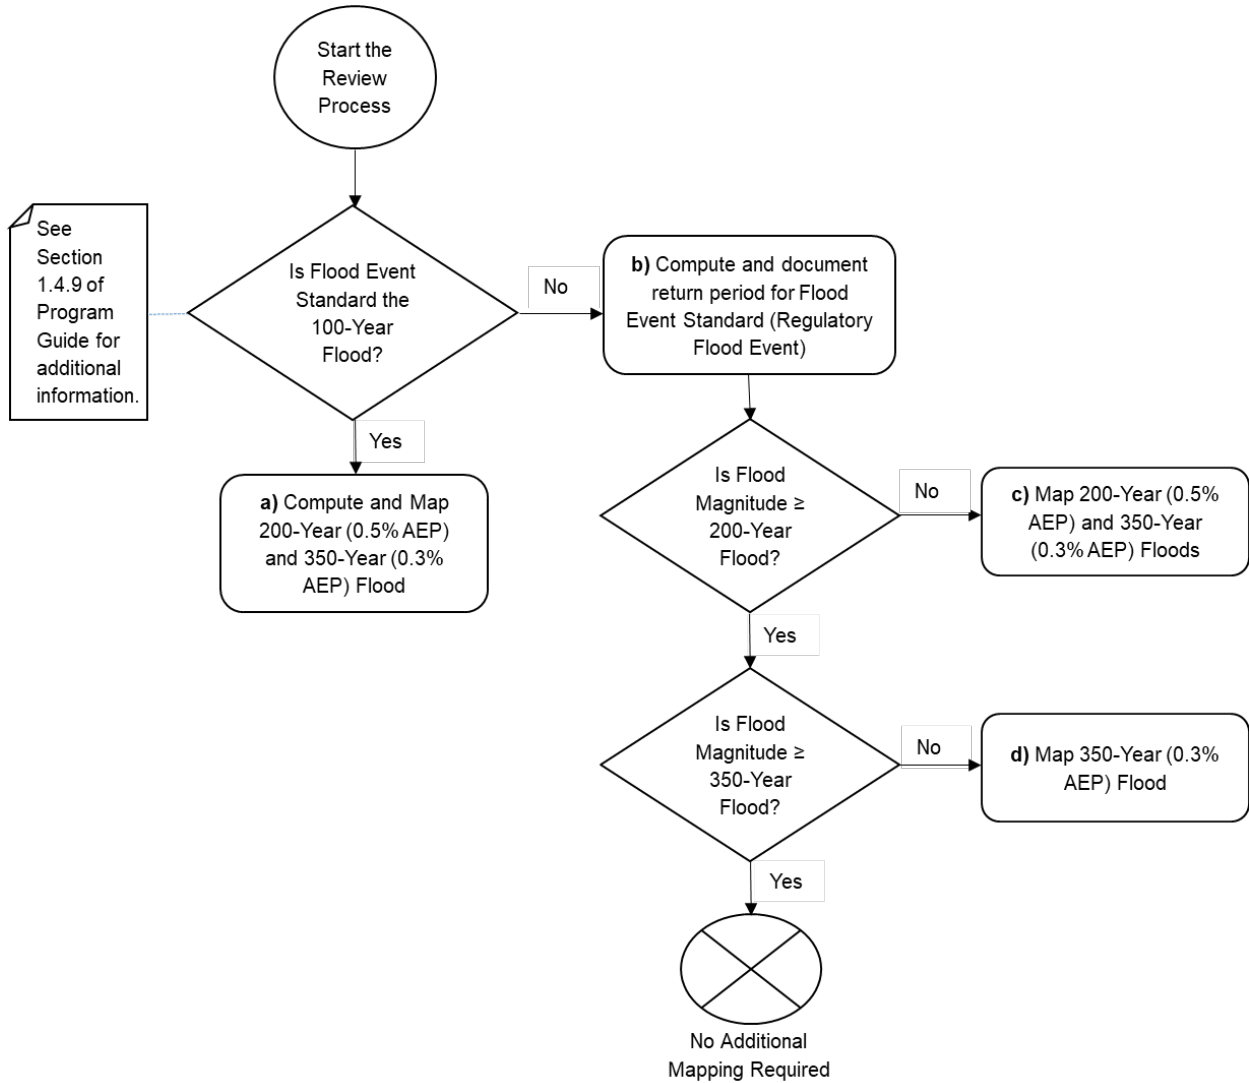 Start the
Review
Process
See
Section
1.4.9 of
Program
Guide for
additional
information.
Is Flood Event
Standard the
100-Year
Flood?
No
b) Compute and document
return period for Flood
Event Standard (Regulatory
Flood Event)
Yes
a) Compute and Map
200-Year (0.5% AEP)
and 350-Year (0.3%
AEP) Flood
Is Flood
Magnitude ≥
200-Year
Flood?
No
c) Map 200-Year (0.5%
AEP) and 350-Year
(0.3% AEP) Floods
Yes
Is Flood
Magnitude ≥
350-Year
Flood?
No
d) Map 350-Year (0.3%
AEP) Flood
Yes
No Additional
Mapping Required